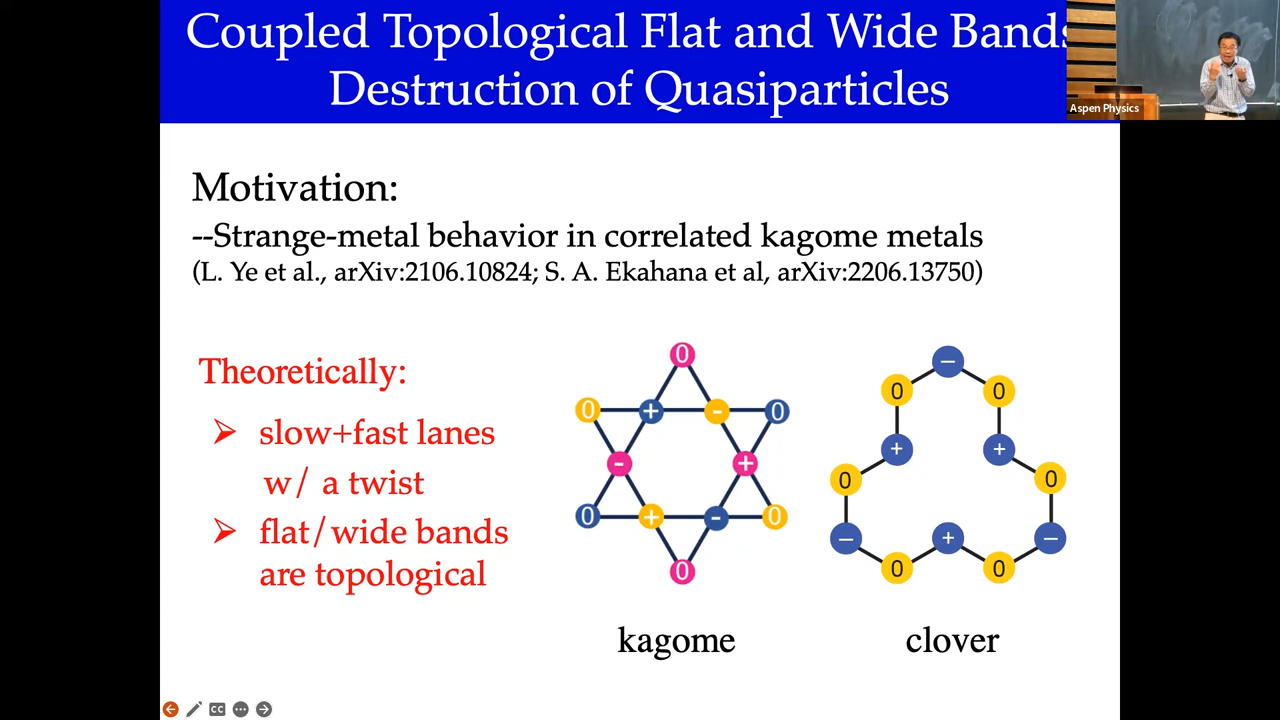 Coupled Topological Flat and Wide Bands
Destruction of Quasiparticles
Aspen Physics
Motivation:
--Strange-metal behavior in correlated kagome metals
(L. Ye et al., arXiv:2106.10824; S. A. Ekahana et al, arXiv:2206.13750)
Theoretically:
➢ slow+fast lanes
w/ a twist
➢ flat/wide bands
are topological
0
0 + - 0
- +
0 + - 0
0
kagome
−
0 0
+ +
0 0
− + −
0 0
clover
CC